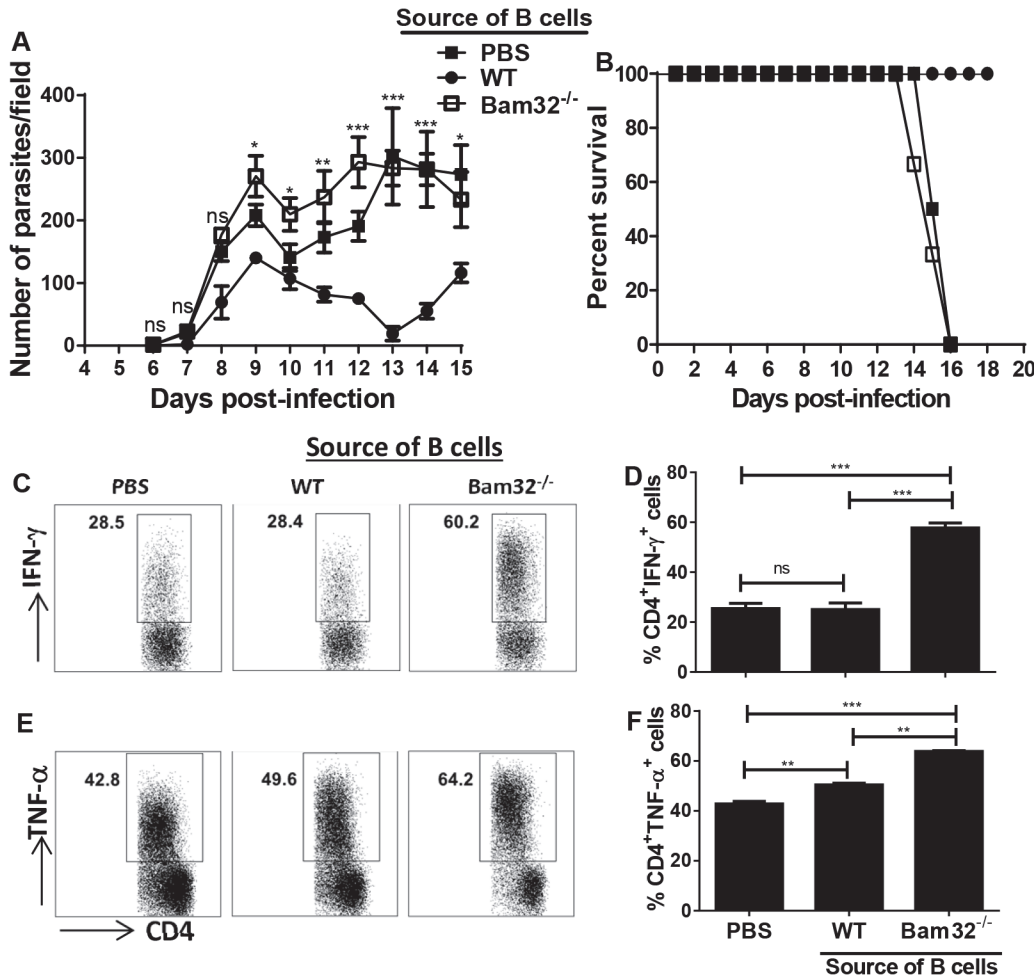 Source of B cells
PBS
WT
Bam32-/-
A
Number of parasites/field
400
300
200
100
0
ns
ns
ns
*
*
**
***
***
***
*
4 5 6 7 8 9 10 11 12 13 14 15
Days post-infection
B
Percent survival
100
80
60
40
20
0
0 2 4 6 8 10 12 14 16 18 20
Days post-infection
Source of B cells
C
PBS
WT
Bam32-/-
IFN-γ
28.5
28.4
60.2
D
% CD4+IFN-γ+ cells
80
60
40
20
0
***
***
ns
E
TNF-α
42.8
49.6
64.2
CD4
F
% CD4+TNF-α+ cells
80
60
40
20
0
***
**
**
PBS WT Bam32-/-
Source of B cells